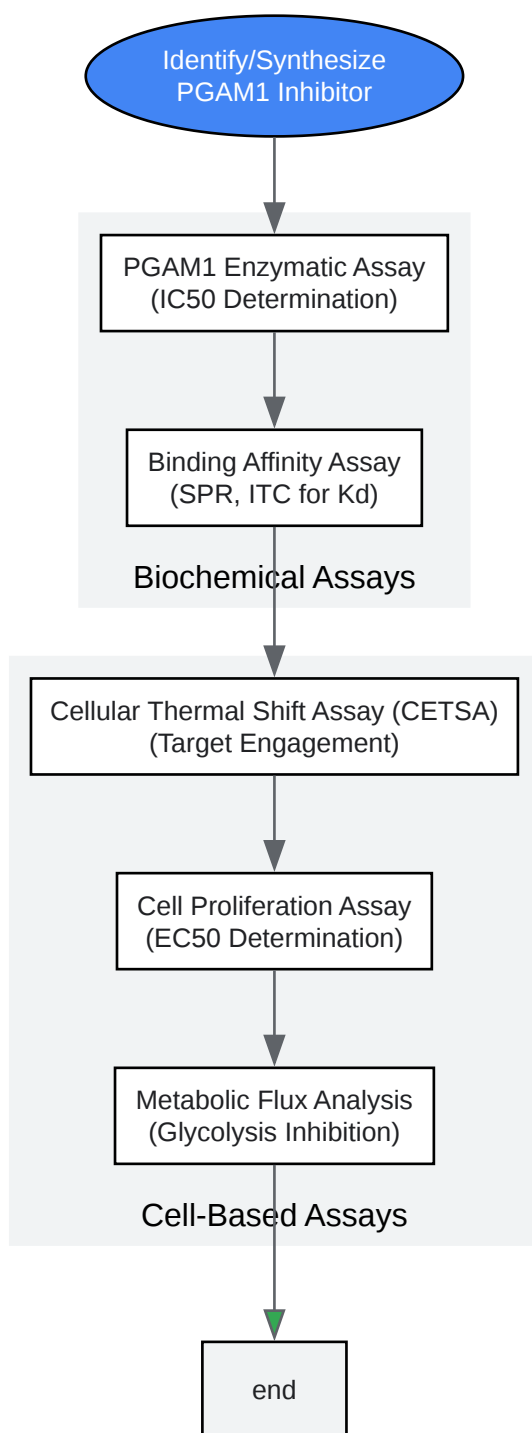 Identify/Synthesize
PGAM1 Inhibitor
PGAM1 Enzymatic Assay
(IC50 Determination)
Binding Affinity Assay
(SPR, ITC for Kd)
Biochemical Assays
Cellular Thermal Shift Assay (CETSA)
(Target Engagement)
Cell Proliferation Assay
(EC50 Determination)
Metabolic Flux Analysis
(Glycolysis Inhibition)
Cell-Based Assays
end